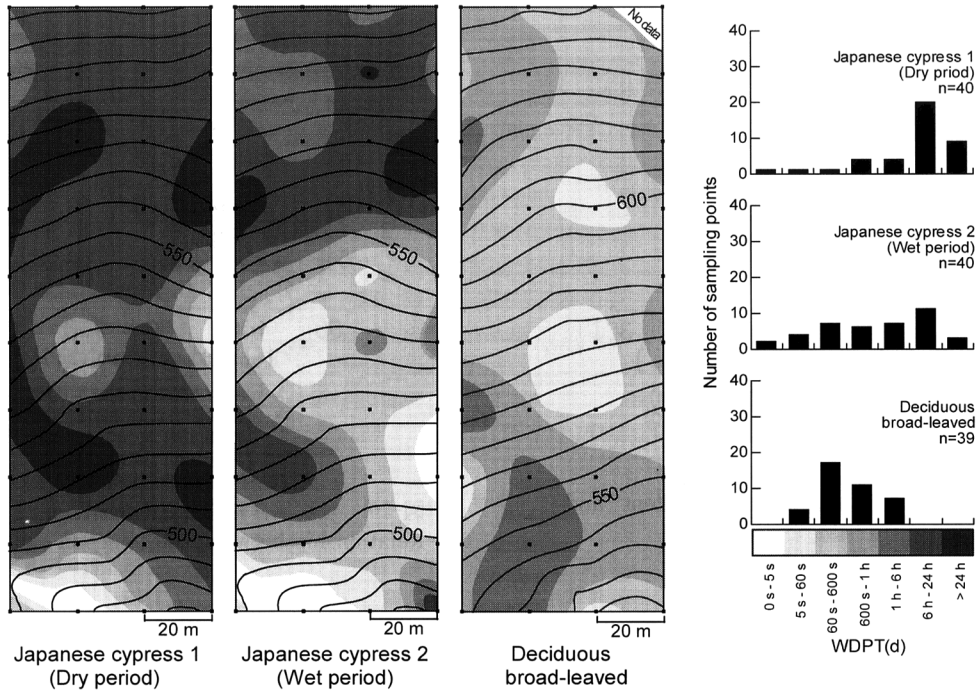 550
500
20 m
Japanese cypress 1
(Dry period)
550
500
20 m
Japanese cypress 2
(Wet period)
No data
600
550
20 m
Deciduous
broad-leaved
Number of sampling points
40
30
20
10
0
Japanese cypress 1
(Dry priod)
n=40
40
30
20
10
0
Japanese cypress 2
(Wet period)
n=40
40
30
20
10
0
Deciduous
broad-leaved
n=39
0 s - 5 s
5 s - 60 s
60 s - 600 s
600 s - 1 h
1 h - 6 h
6 h - 24 h
> 24 h
WDPT(d)